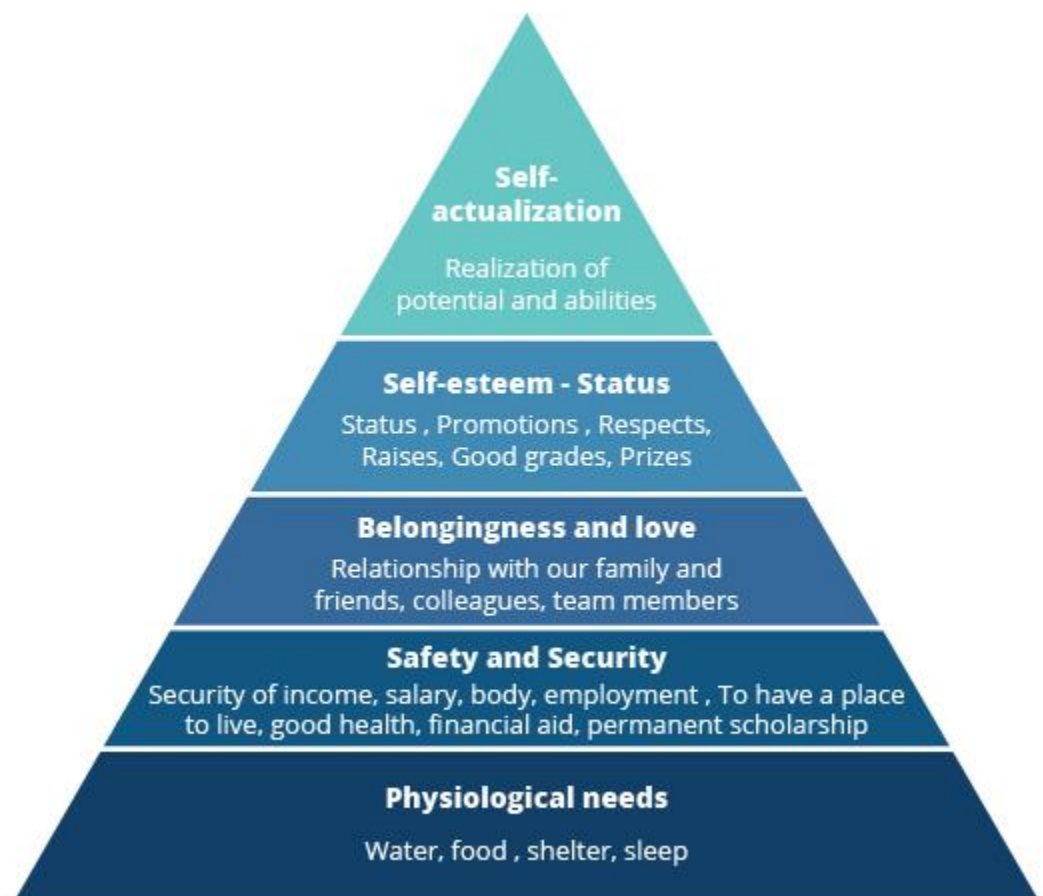 Self-
actualization
Realization of
potential and abilities
Self-esteem - Status
Status , Promotions , Respects,
Raises, Good grades, Prizes
Belongingness and love
Relationship with our family and
friends, colleagues, team members
Safety and Security
Security of income, salary, body, employment , To have a place
to live, good health, financial aid, permanent scholarship
Physiological needs
Water, food , shelter, sleep